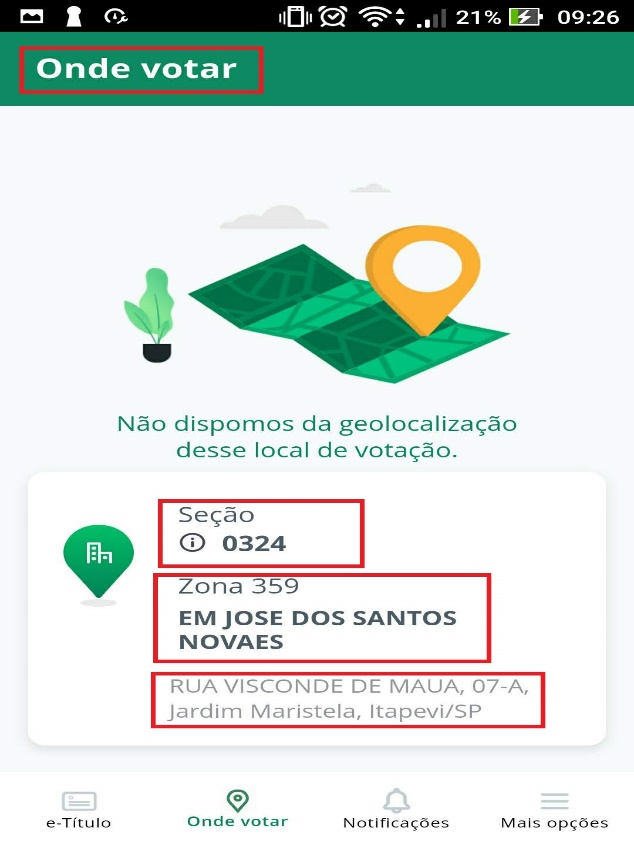 21% 09:26
Onde votar
Não dispomos da geolocalização
desse local de votação.
Seção
0324
Zona 359
EM JOSE DOS SANTOS
NOVAES
RUA VISCONDE DE MAUA, 07-A,
Jardim Maristela, Itapevi/SP
e-Título Onde votar Notificações Mais opções